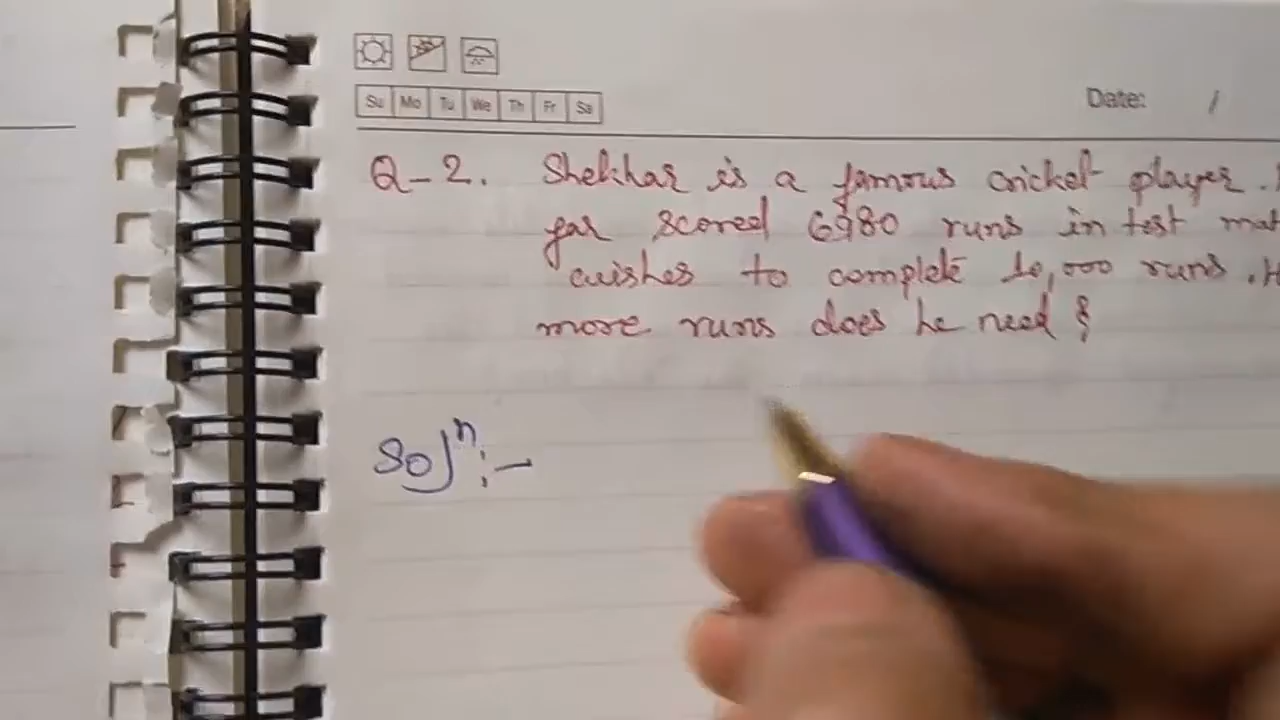 Su Mo Tu We Th Fr Sa
Date: /
Q-2. Shekhar is a famous cricket player.
far scored 6980 runs in test mat
wishes to complete 10,000 runs. H
more runs does he need ?
Solⁿ:-